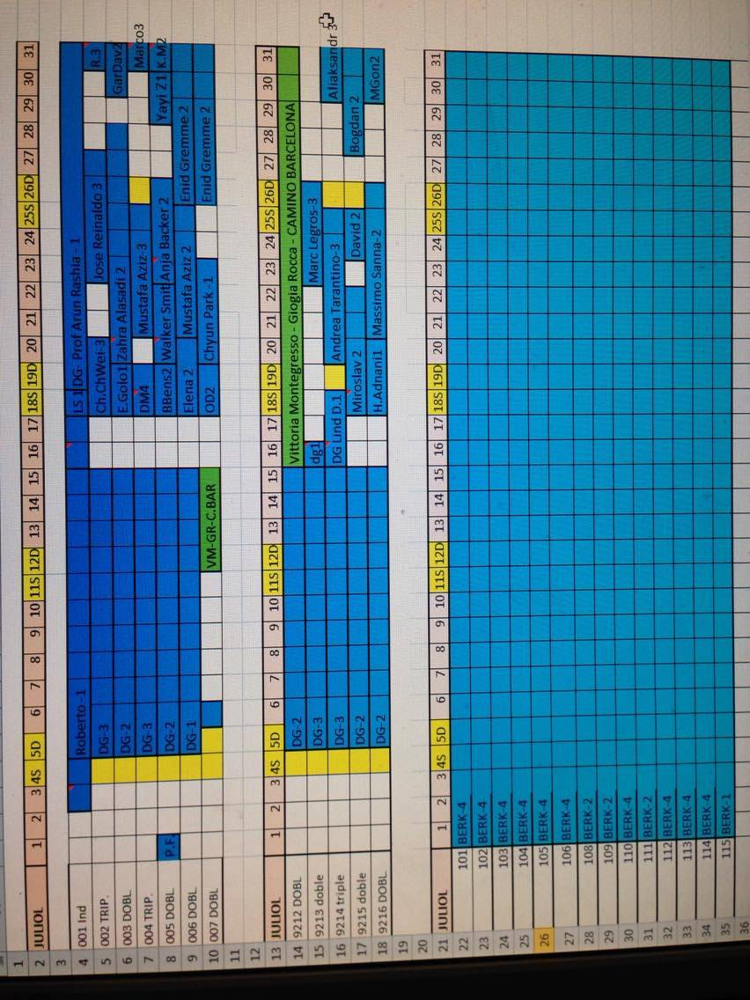 1
2 JULIOL 1 2 3 4S 5D 6 7 8 9 10 11S 12D 13 14 15 16 17 18S 19D 20 21 22 23 24 25S 26D 27 28 29 30 31
3
4 001 Ind Roberto -1 LS 1 DG- Prof Arun Rashia - 1
5 002 TRIP. DG-3 Ch.ChWei-3 Jose Reinaldo 3 R.3
6 003 DOBL DG-2 E.Golo1 Zahra Alasadi 2 GarDav2
7 004 TRIP. DG-3 DM4 Mustafa Aziz-3 Marco3
8 005 DOBL P.F. DG-2 BBens2 Walker Smit Anja Backer 2 Yayi Z1 K.M2
9 006 DOBL DG-1 Elena 2 Mustafa Aziz 2 Enid Gremme 2
10 007 DOBL VM-GR-C.BAR OD2 Chyun Park -1 Enid Gremme 2
11
12
13 JULIOL 1 2 3 4S 5D 6 7 8 9 10 11S 12D 13 14 15 16 17 18S 19D 20 21 22 23 24 25S 26D 27 28 29 30 31
14 9212 DOBL DG-2 Vittoria Montegresso - Giogia Rocca - CAMINO BARCELONA
15 9213 doble DG-3 dg1 Marc Legros-3
16 9214 triple DG-3 DG Lind D.1 Andrea Tarantino-3 Aliaksandr 3
17 9215 doble DG-2 Miroslav 2 David 2 Bogdan 2
18 9216 DOBL DG-2 H.Adnani1 Massimo Sanna-2 MGon2
19
20
21 JULIOL 1 2 3 4S 5D 6 7 8 9 10 11S 12D 13 14 15 16 17 18S 19D 20 21 22 23 24 25S 26D 27 28 29 30 31
22 101 BERK-4
23 102 BERK-4
24 103 BERK-4
25 104 BERK-4
26 105 BERK-4
27 106 BERK-4
28 108 BERK-2
29 109 BERK-2
30 110 BERK-4
31 111 BERK-2
32 112 BERK-4
33 113 BERK-4
34 114 BERK-4
35 115 BERK-1
36